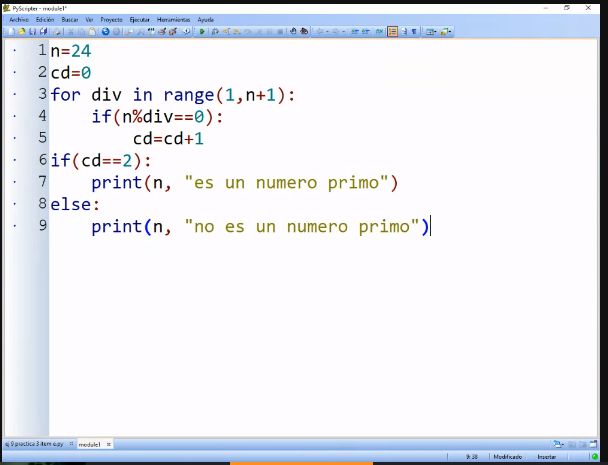 PyScripter - module1*
Archivo Edición Buscar Ver Proyecto Ejecutar Herramientas Ayuda
1 n=24
2 cd=0
3 for div in range(1,n+1):
4 if(n%div==0):
5 cd=cd+1
6 if(cd==2):
7 print(n, "es un numero primo")
8 else:
9 print(n, "no es un numero primo")
ej 9 practica 3 item e.py module1
9:38 Modificado Insertar